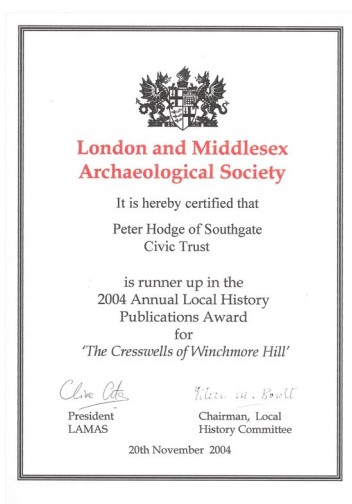 London and Middlesex
Archaeological Society
It is hereby certified that
Peter Hodge of Southgate
Civic Trust
is runner up in the
2004 Annual Local History
Publications Award
for
'The Cresswells of Winchmore Hill'
Clive
President
LAMAS
Chairman, Local
History Committee
20th November 2004